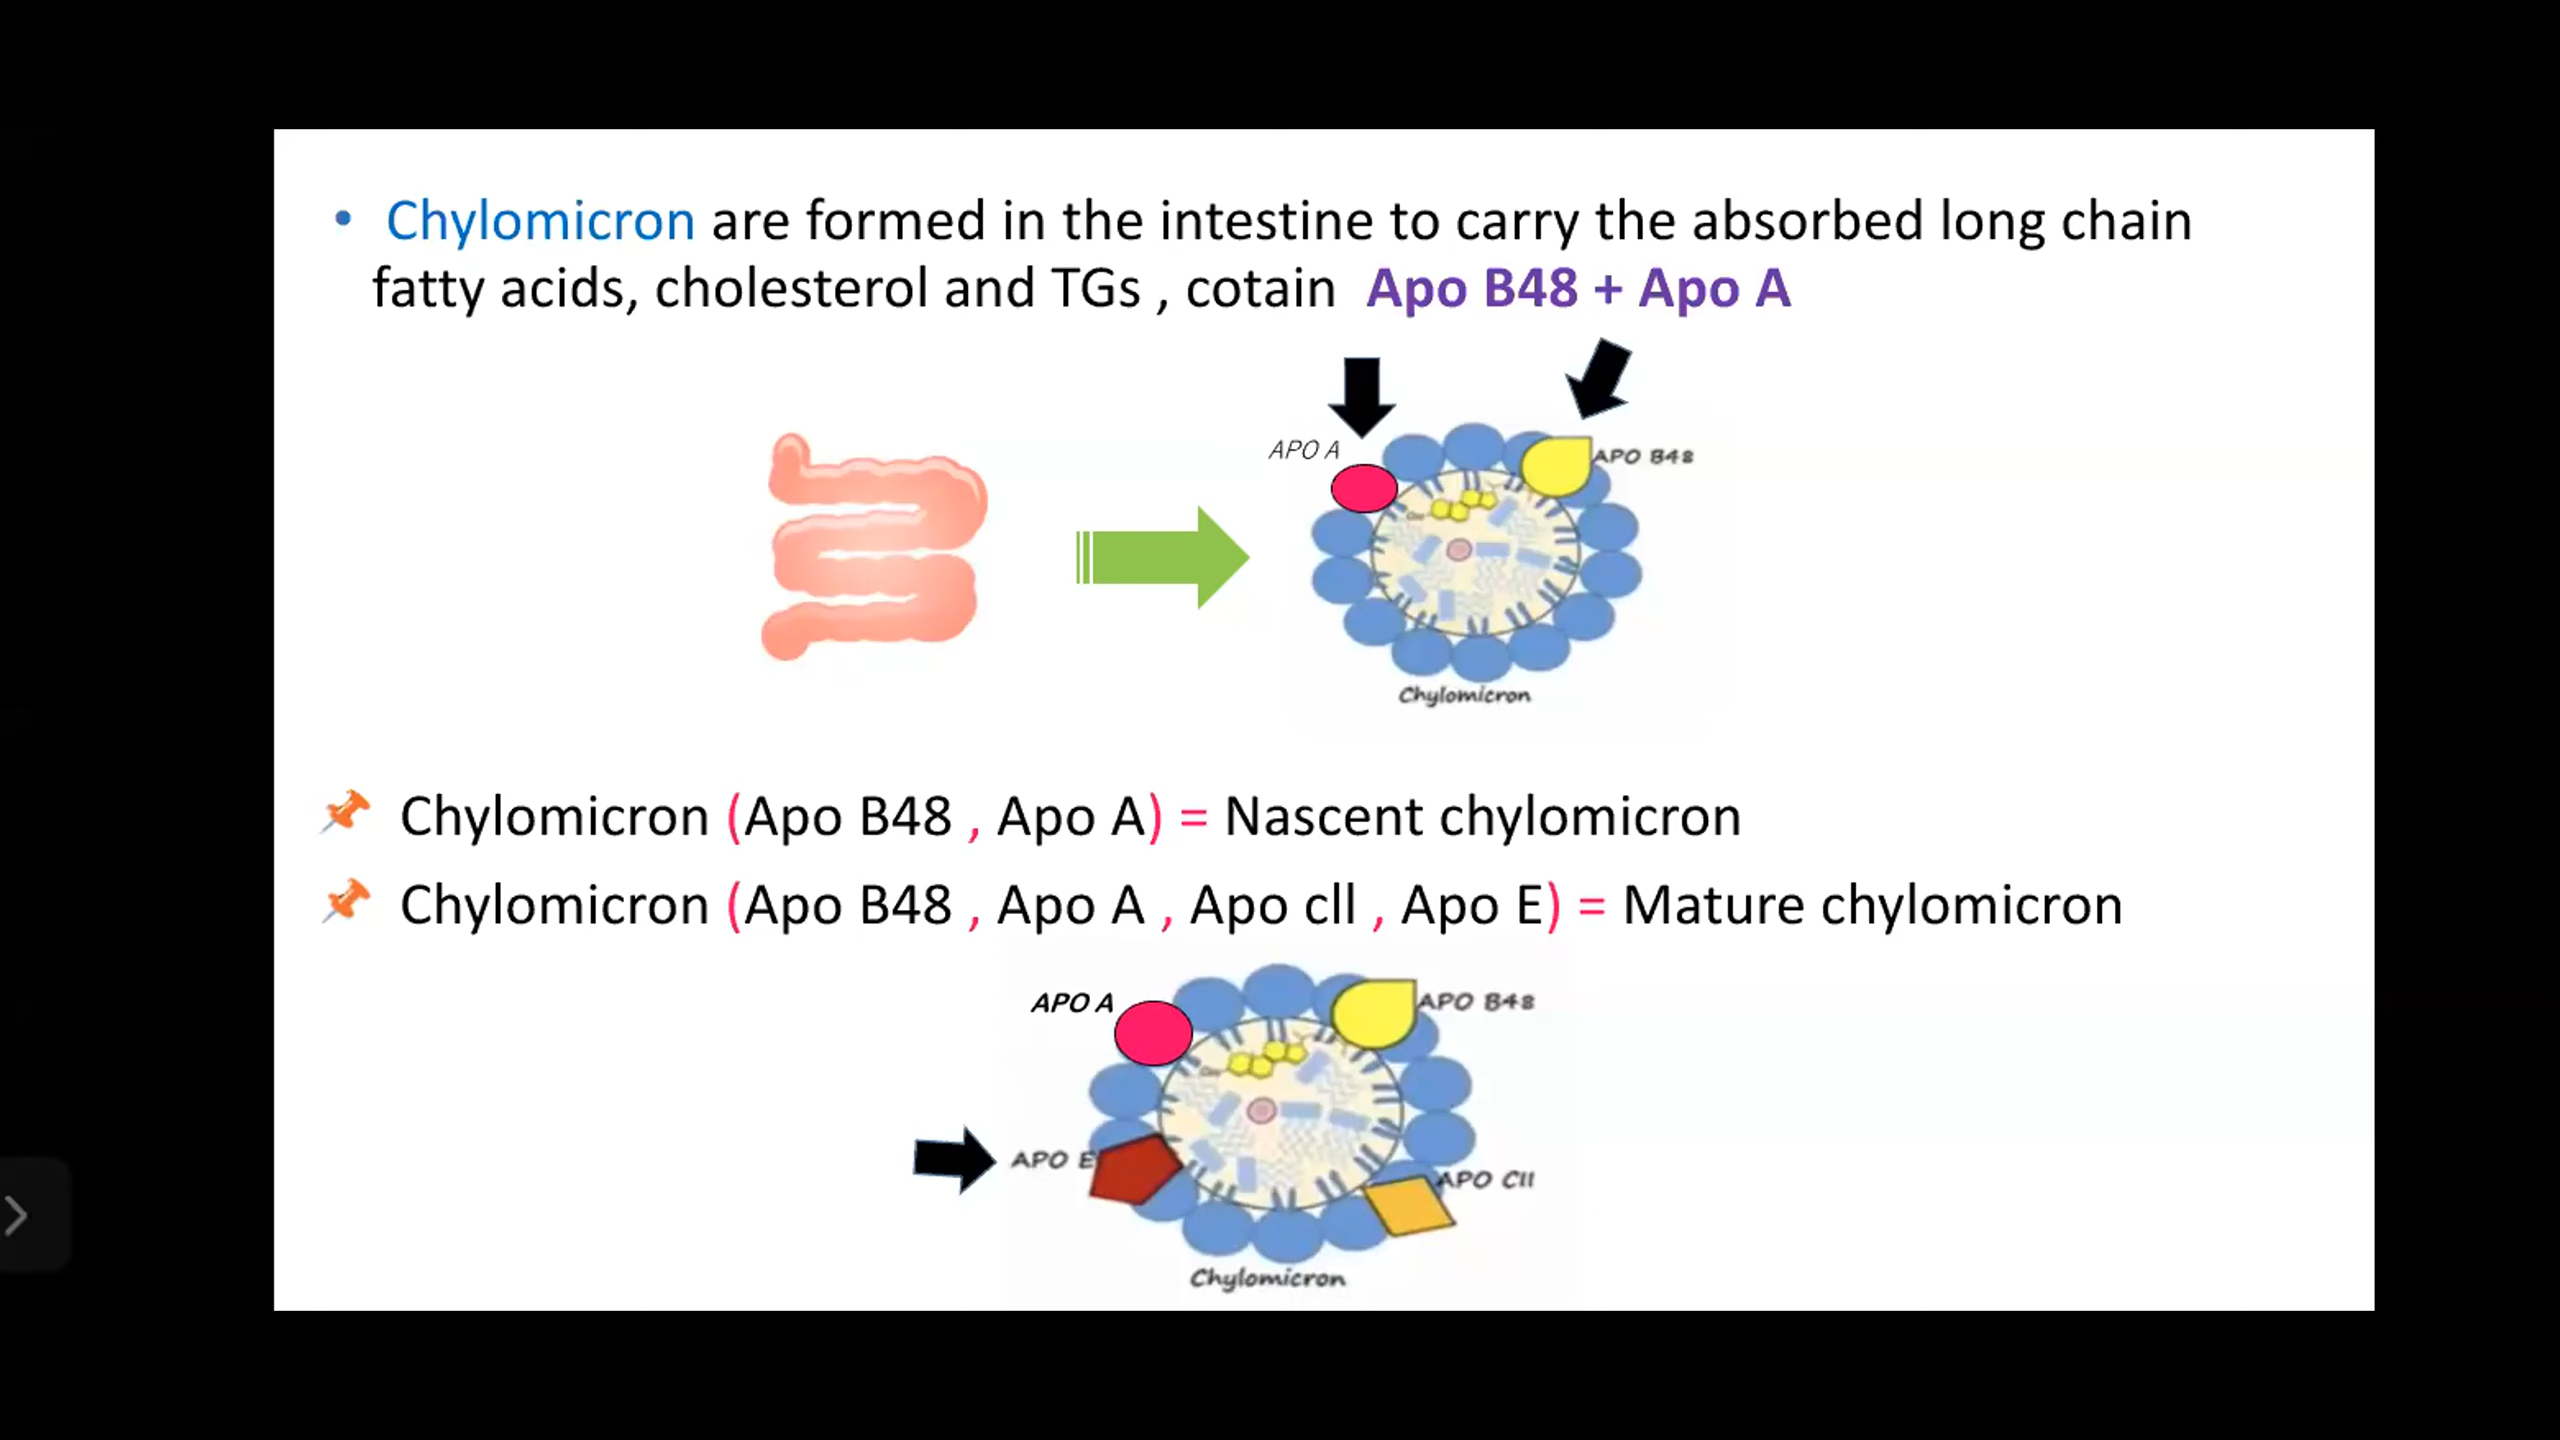 • Chylomicron are formed in the intestine to carry the absorbed long chain
fatty acids, cholesterol and TGs , cotain Apo B48 + Apo A
APO A
APO B48
Chylomicron
Chylomicron (Apo B48 , Apo A) = Nascent chylomicron
Chylomicron (Apo B48 , Apo A , Apo cll , Apo E) = Mature chylomicron
APO A
APO B48
APO E
APO CII
Chylomicron